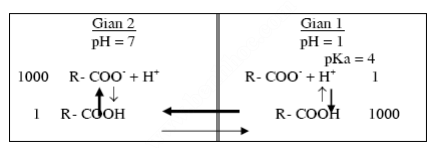 Gian 2
pH = 7
1000 R- COO⁻ + H⁺
1 R- COOH
Gian 1
pH = 1
pKa = 4
R- COO⁻ + H⁺ 1
R- COOH 1000